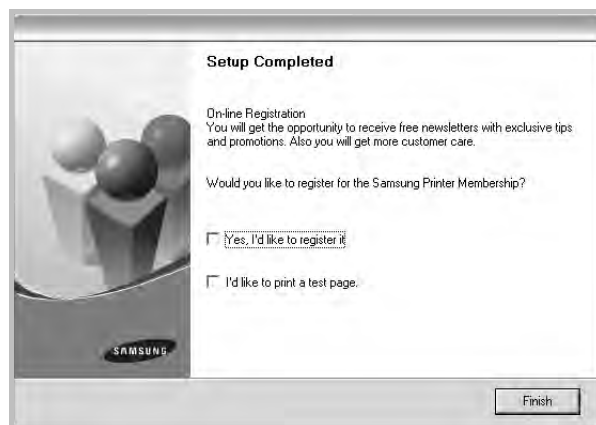 Setup Completed
On-line Registration
You will get the opportunity to receive free newsletters with exclusive tips
and promotions. Also you will get more customer care.
Would you like to register for the Samsung Printer Membership?
Yes, I'd like to register it
I'd like to print a test page.
SAMSUNG
Finish